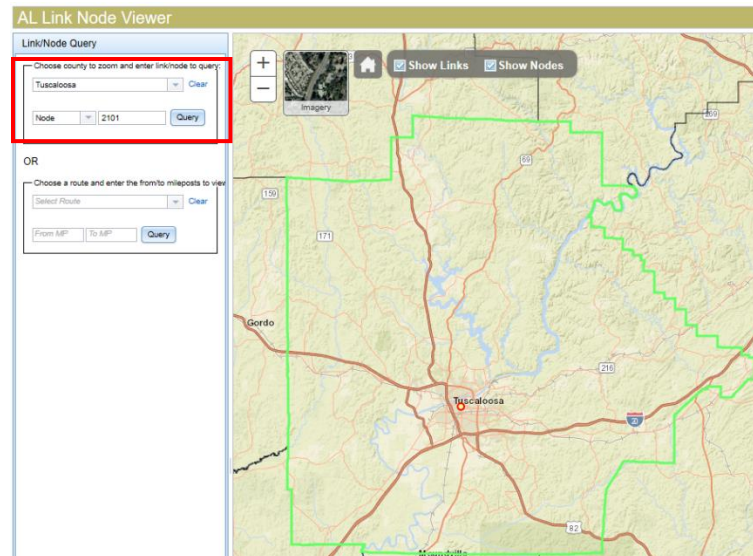 AL Link Node Viewer
Link/Node Query
Choose county to zoom and enter link/node to query:
Tuscaloosa
Clear
Node
2101
Query
OR
Choose a route and enter the from/to mileposts to view
Select Route
Clear
From MP
To MP
Query
+
−
Imagery
Show Links
Show Nodes
269
69
159
171
Gordo
216
Tuscaloosa
20
82